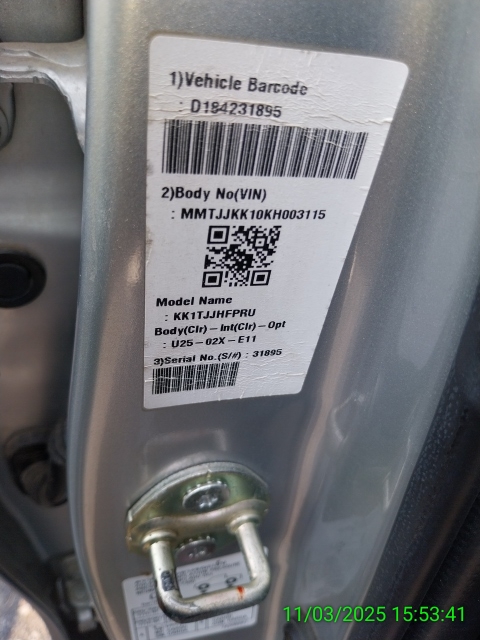 1)Vehicle Barcode
: D184231895
2)Body No(VIN)
: MMTJJKK10KH003115
Model Name
: KK1TJJHFPRU
Body(Clr)-Int(Clr)-Opt
: U25-02X-E11
3)Serial No.(S/#) : 31895
11/03/2025 15:53:41